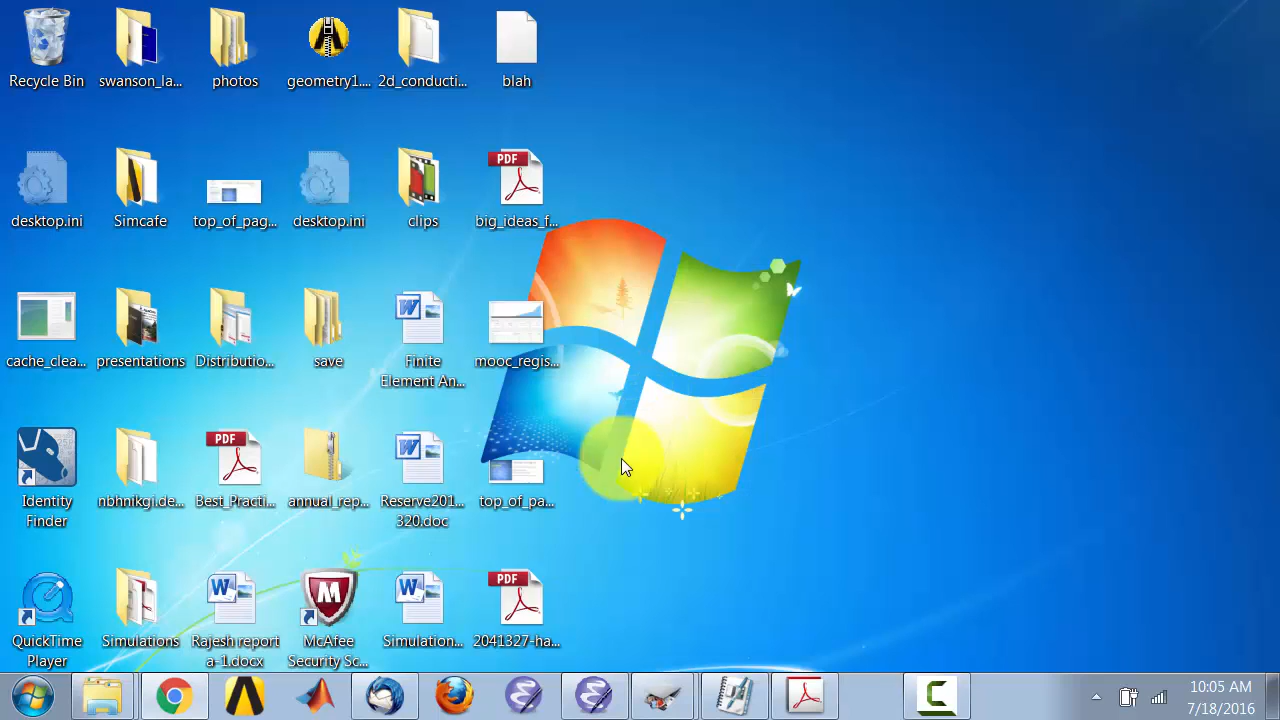 Recycle Bin
swanson_la...
photos
geometry1....
2d_conducti...
blah
PDF
desktop.ini
Simcafe
top_of_pag...
desktop.ini
clips
big_ideas_f...
cache_clea...
presentations
Distributio...
save
Finite
Element An...
mooc_regis...
PDF
Identity
Finder
nbhnikgi.de...
Best_Practi...
annual_rep...
Reserve201...
320.doc
top_of_pa...
PDF
QuickTime
Player
Simulations
Rajesh report
a-1.docx
McAfee
Security Sc...
Simulation...
2041327-ha...
10:05 AM
7/18/2016